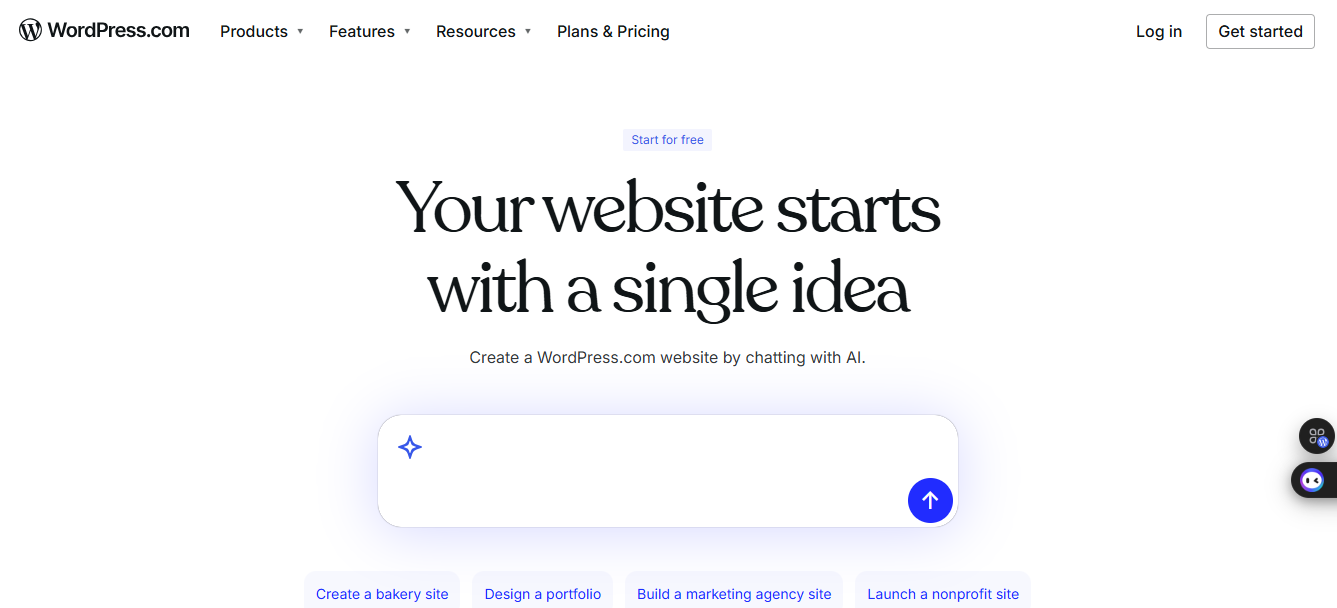 WordPress.com Products Features Resources Plans & Pricing Log in Get started
Start for free
Your website starts
with a single idea
Create a WordPress.com website by chatting with AI.
Create a bakery site Design a portfolio Build a marketing agency site Launch a nonprofit site